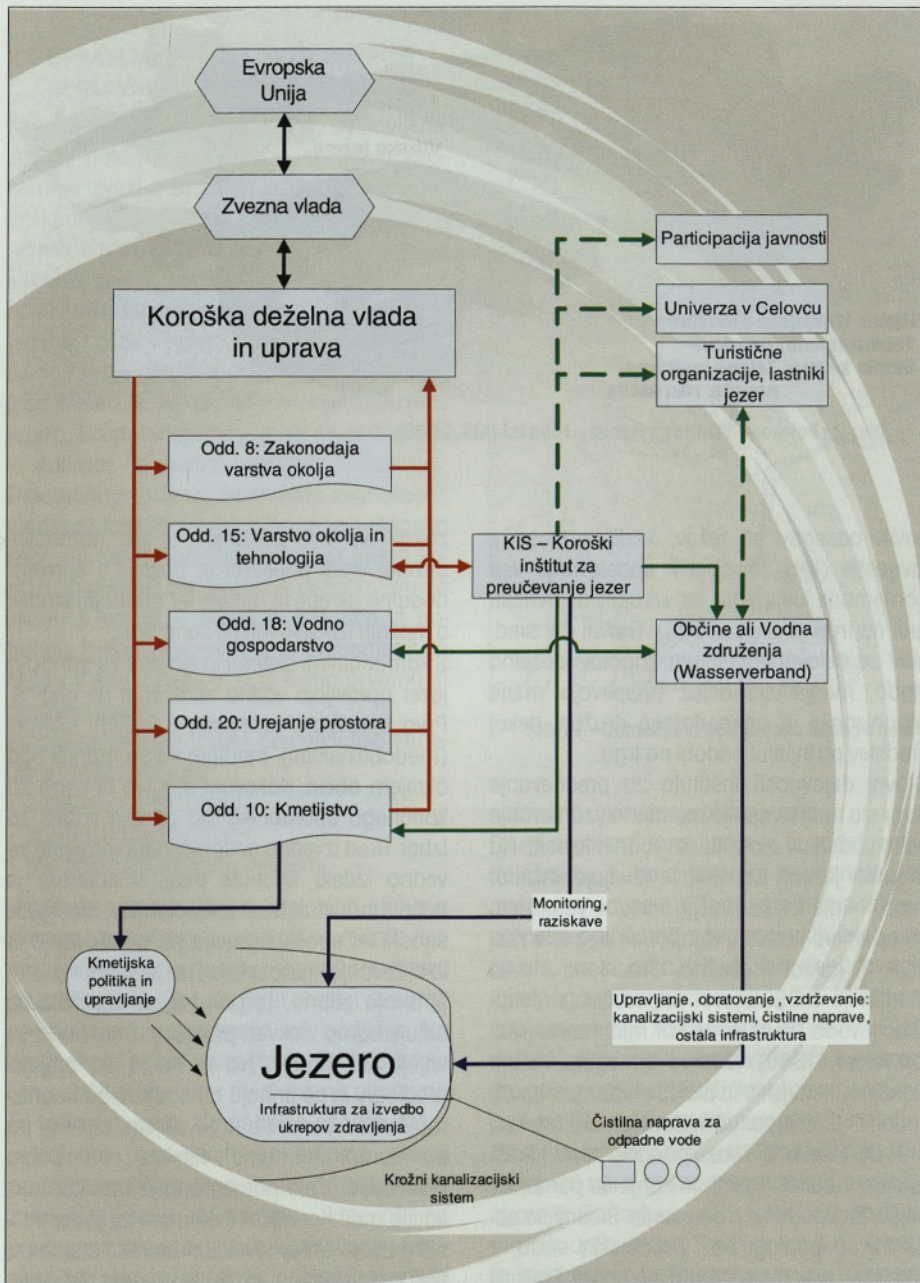 Evropska
Unija
Zvezna vlada
Koroška deželna vlada
in uprava
Participacija javnosti
Univerza v Celovcu
Turistične
organizacije, lastniki
jezer
Odd. 8: Zakonodaja
varstva okolja
Odd. 15: Varstvo okolja in
tehnologija
KIS – Koroški
inštitut za
preučevanje jezer
Odd. 18: Vodno
gospodarstvo
Občine ali Vodna
združenja
(Wasserverband)
Odd. 20: Urejanje prostora
Odd. 10: Kmetijstvo
Monitoring,
raziskave
Kmetijska
politika in
upravljanje
Upravljanje, obratovanje, vzdrževanje:
kanalizacijski sistemi, čistilne naprave,
ostala infrastruktura
Jezero
Infrastruktura za izvedbo
ukrepov zdravljenja
Čistilna naprava za
odpadne vode
Krožni kanalizacijski
sistem